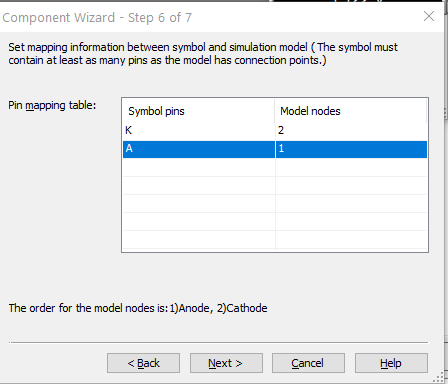 Component Wizard - Step 6 of 7
Set mapping information between symbol and simulation model ( The symbol must
contain at least as many pins as the model has connection points.)
Pin mapping table:
Symbol pins Model nodes
K 2
A 1
The order for the model nodes is:1)Anode, 2)Cathode
< Back Next > Cancel Help